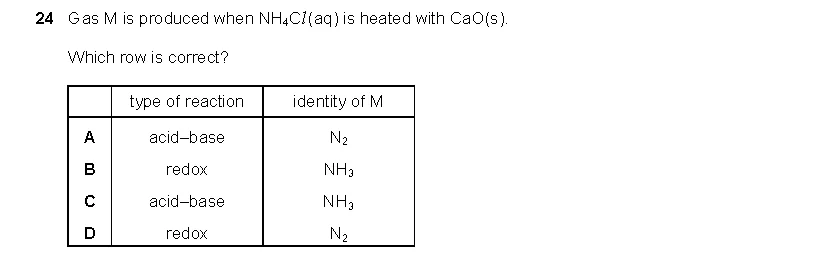 24 Gas M is produced when NH₄Cl(aq) is heated with CaO(s).
Which row is correct?
type of reaction identity of M
A acid–base N₂
B redox NH₃
C acid–base NH₃
D redox N₂